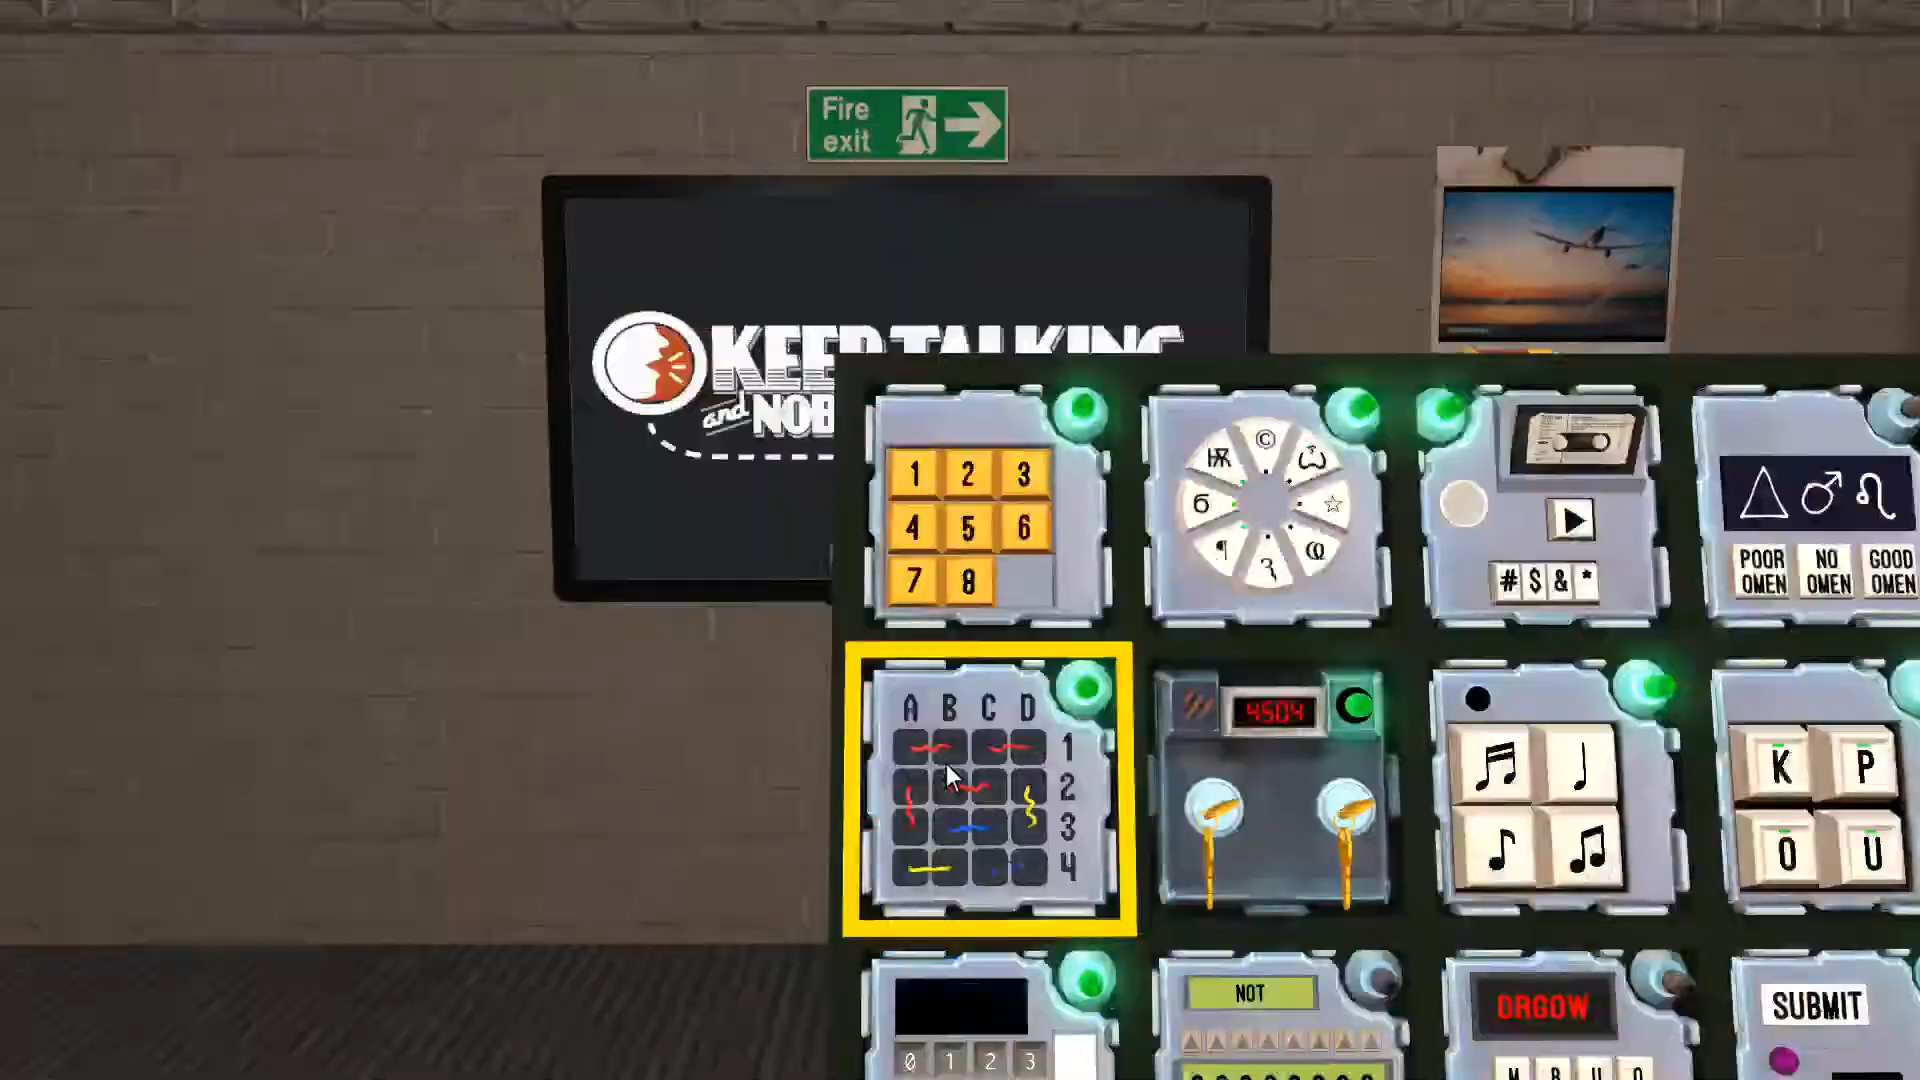 Fire
exit
KEEP TALKING
and NOB
1 2 3
4 5 6
7 8
©
б
¶
# $ & *
POOR OMEN
NO OMEN
GOOD OMEN
A B C D
1
2
3
4
4504
K P
O U
0 1 2 3
NOT
ORGOW
SUBMIT